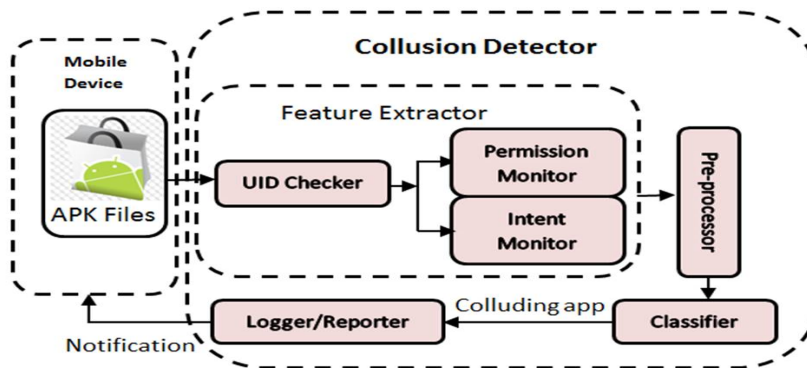 Collusion Detector
Mobile
Device
APK Files
Feature Extractor
UID Checker
Permission
Monitor
Intent
Monitor
Pre-processor
Classifier
Colluding app
Logger/Reporter
Notification